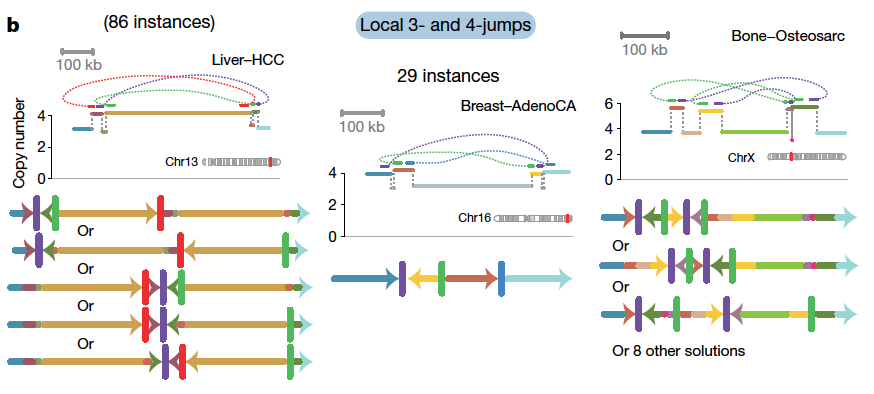 b
(86 instances)
100 kb
Liver–HCC
Copy number
4
2
0
Chr13
Or
Or
Or
Or
Local 3- and 4-jumps
29 instances
100 kb
Breast–AdenoCA
4
2
0
Chr16
100 kb
Bone–Osteosarc
6
4
2
0
ChrX
Or
Or
Or 8 other solutions